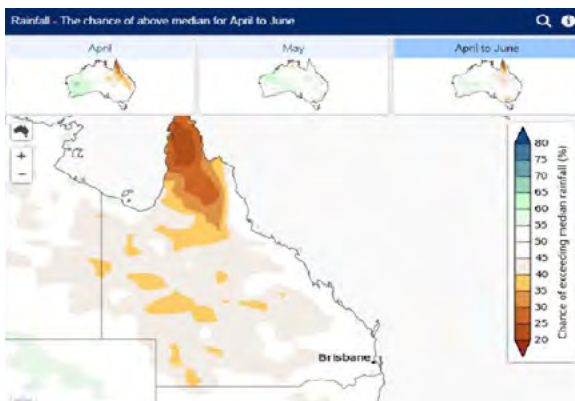 Rainfall - The chance of above median for April to June
April
May
April to June
+
−
80
75
70
65
60
55
50
45
40
35
30
25
20
Chance of exceeding median rainfall (%)
Brisbane